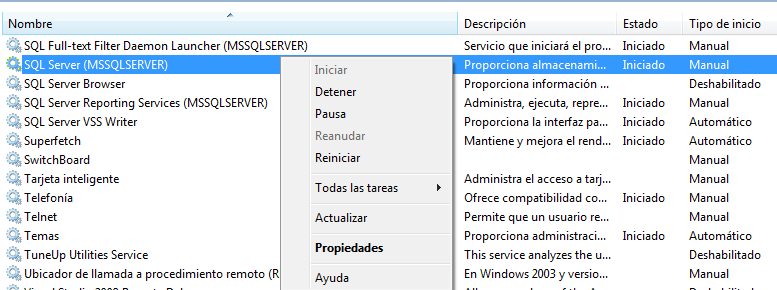 Nombre Descripción Estado Tipo de inicio
SQL Full-text Filter Daemon Launcher (MSSQLSERVER) Servicio que iniciará el pro... Iniciado Manual
SQL Server (MSSQLSERVER) Proporciona almacenami... Iniciado Manual
Iniciar
SQL Server Browser Proporciona información ... Deshabilitado
Detener
SQL Server Reporting Services (MSSQLSERVER) Administra, ejecuta, repre... Iniciado Manual
Pausa
SQL Server VSS Writer Proporciona la interfaz pa... Iniciado Automático
Reanudar
Superfetch Mantiene y mejora el rend... Iniciado Automático
Reiniciar
SwitchBoard Manual
Tarjeta inteligente Administra el acceso a tarj... Manual
Todas las tareas
Telefonía Ofrece compatibilidad co... Iniciado Manual
Telnet Permite que un usuario re... Manual
Actualizar
Temas Proporciona administraci... Iniciado Automático
Propiedades
TuneUp Utilities Service This service analyzes the u... Deshabilitado
Ubicador de llamada a procedimiento remoto (R En Windows 2003 y versio... Manual
Ayuda